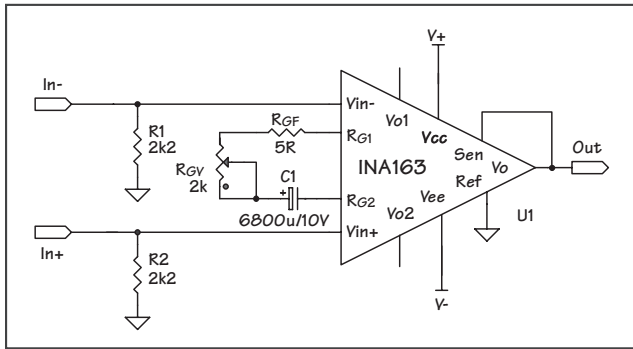 V+
In-
Vin-
Vo1
Vcc
R1
2k2
RGF
5R
RG1
Sen
Out
RGV
2k
INA163
Vo
C1
+
RG2
Ref
Vee
6800u/10V
Vo2
U1
Vin+
In+
R2
2k2
V-